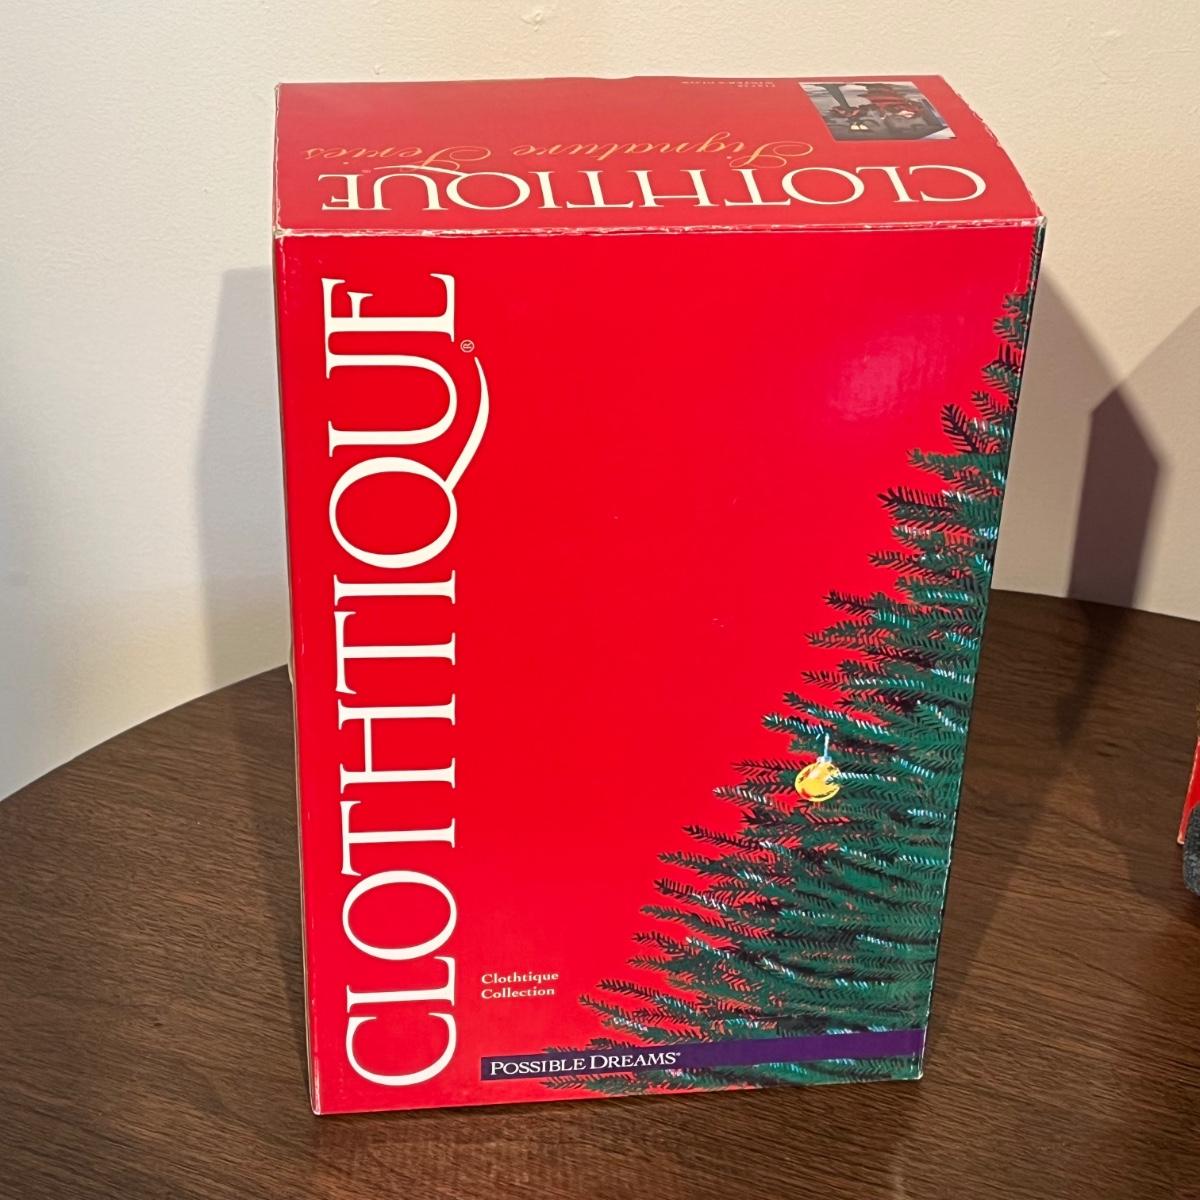 CLOTHTIQUE
Signature Series
CLOTHTIQUE®
Clothtique
Collection
POSSIBLE DREAMS®